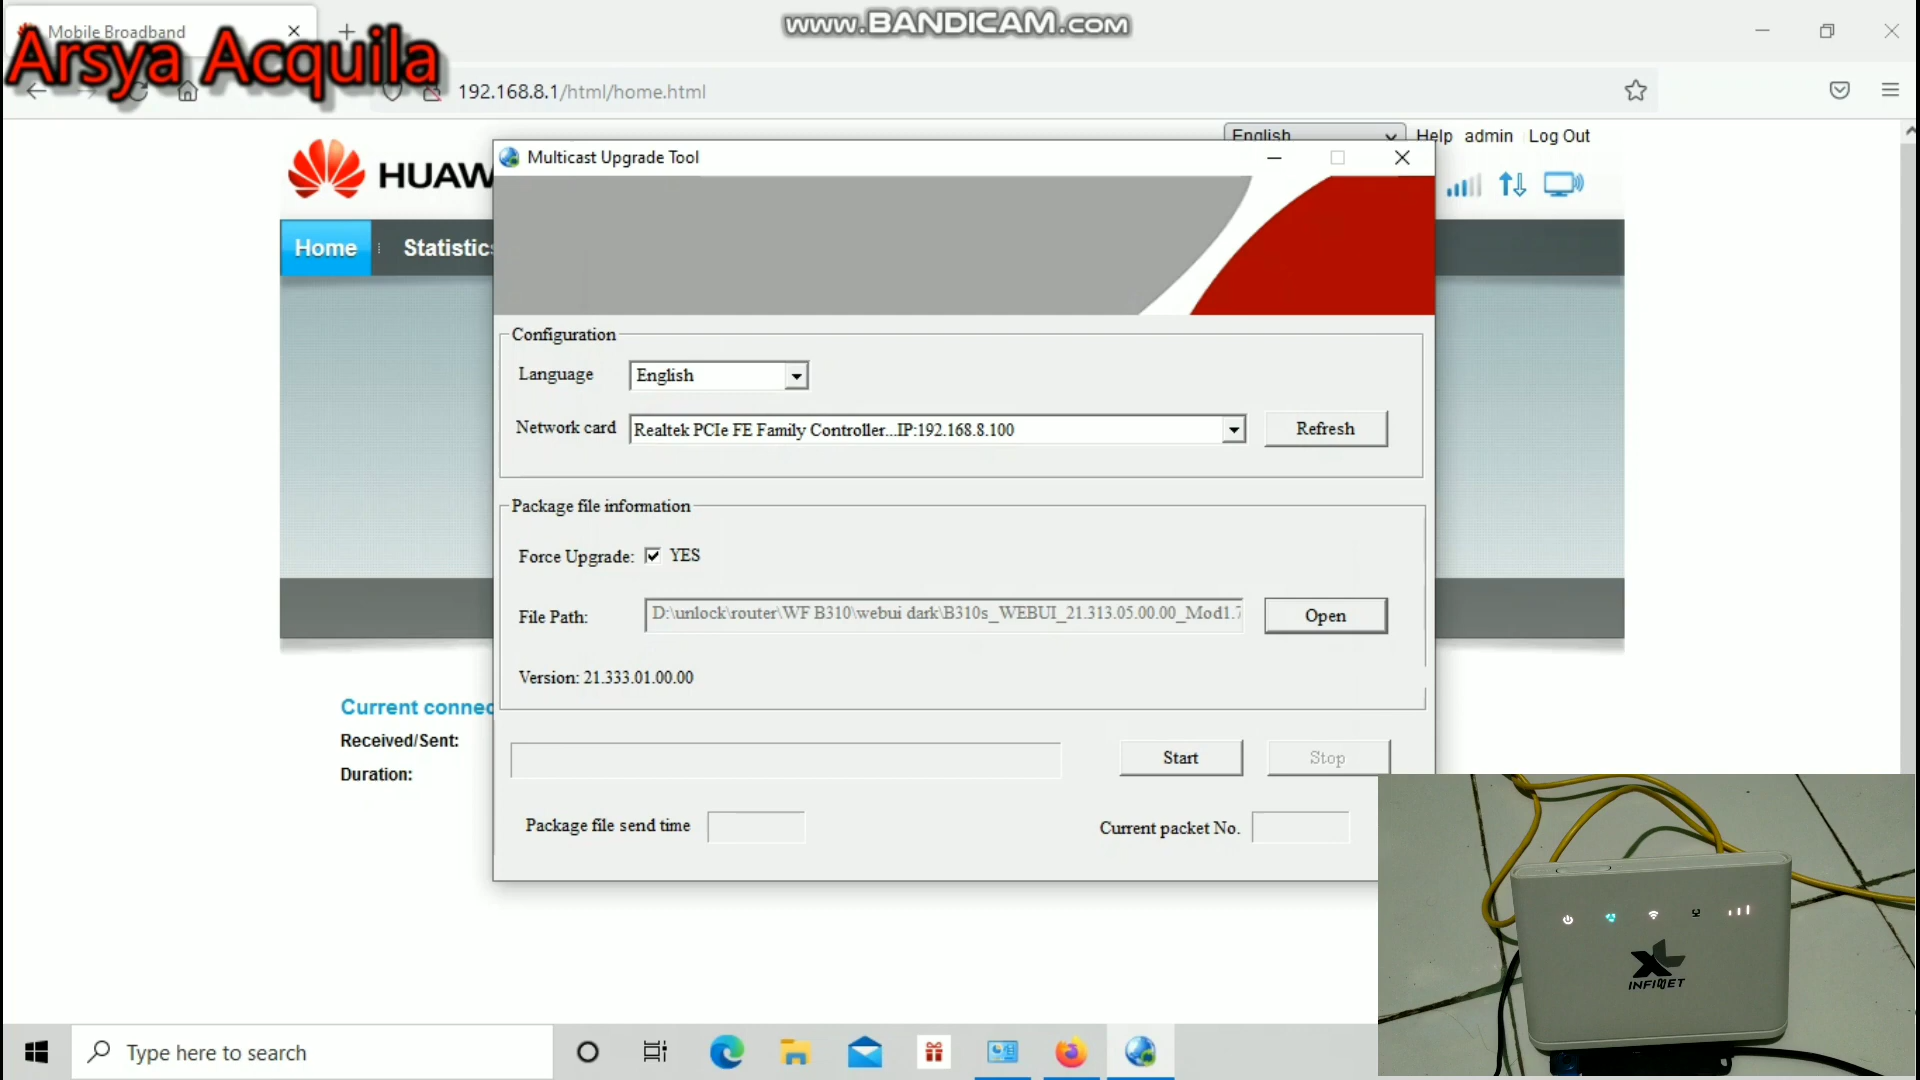 www.BANDICAM.com
Mobile Broadband
Arsya Acquila
192.168.8.1/html/home.html
English
Help admin Log Out
HUAW
Multicast Upgrade Tool
Home
Statistics
Configuration
Language
English
Network card
Realtek PCIe FE Family Controller...IP:192.168.8.100
Refresh
Package file information
Force Upgrade:
YES
File Path:
D:\unlock\router\WF B310\webui dark\B310s_WEBUI_21.313.05.00.00_Mod1.7
Open
Version: 21.333.01.00.00
Current connec
Received/Sent:
Duration:
Start
Stop
Package file send time
Current packet No.
XL
INFINET
Type here to search